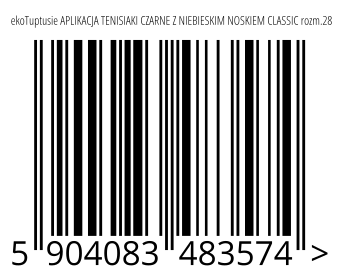 ekoTuptusie APLIKACJA TENISIAKI CZARNE Z NIEBIESKIM NOSKIEM CLASSIC rozm.28
5 904083 483574 >